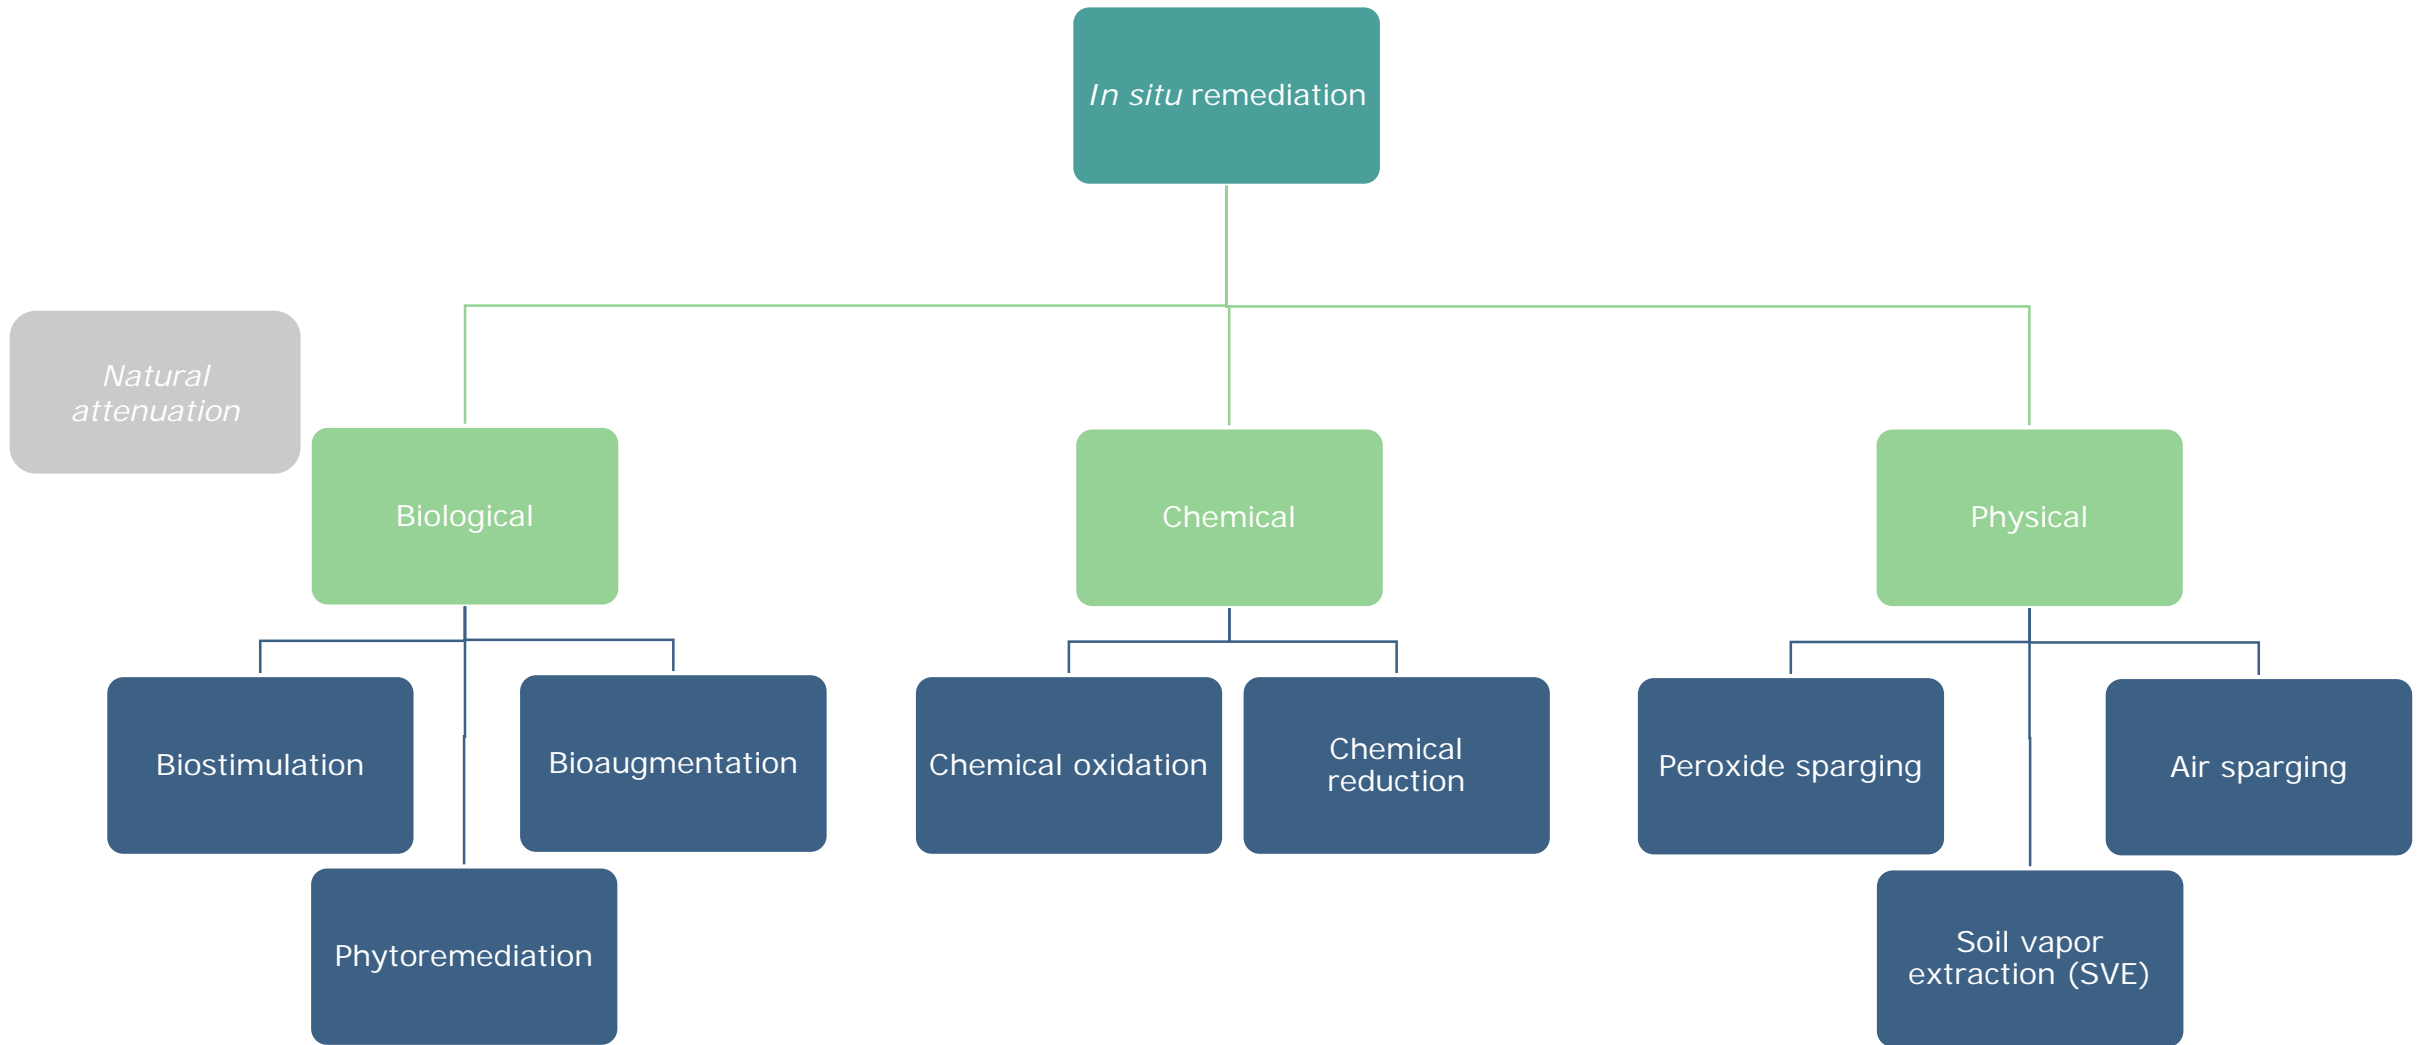 In situ remediation
Natural
attenuation
Biological
Chemical
Physical
Biostimulation
Bioaugmentation
Chemical oxidation
Chemical
reduction
Peroxide sparging
Air sparging
Phytoremediation
Soil vapor
extraction (SVE)